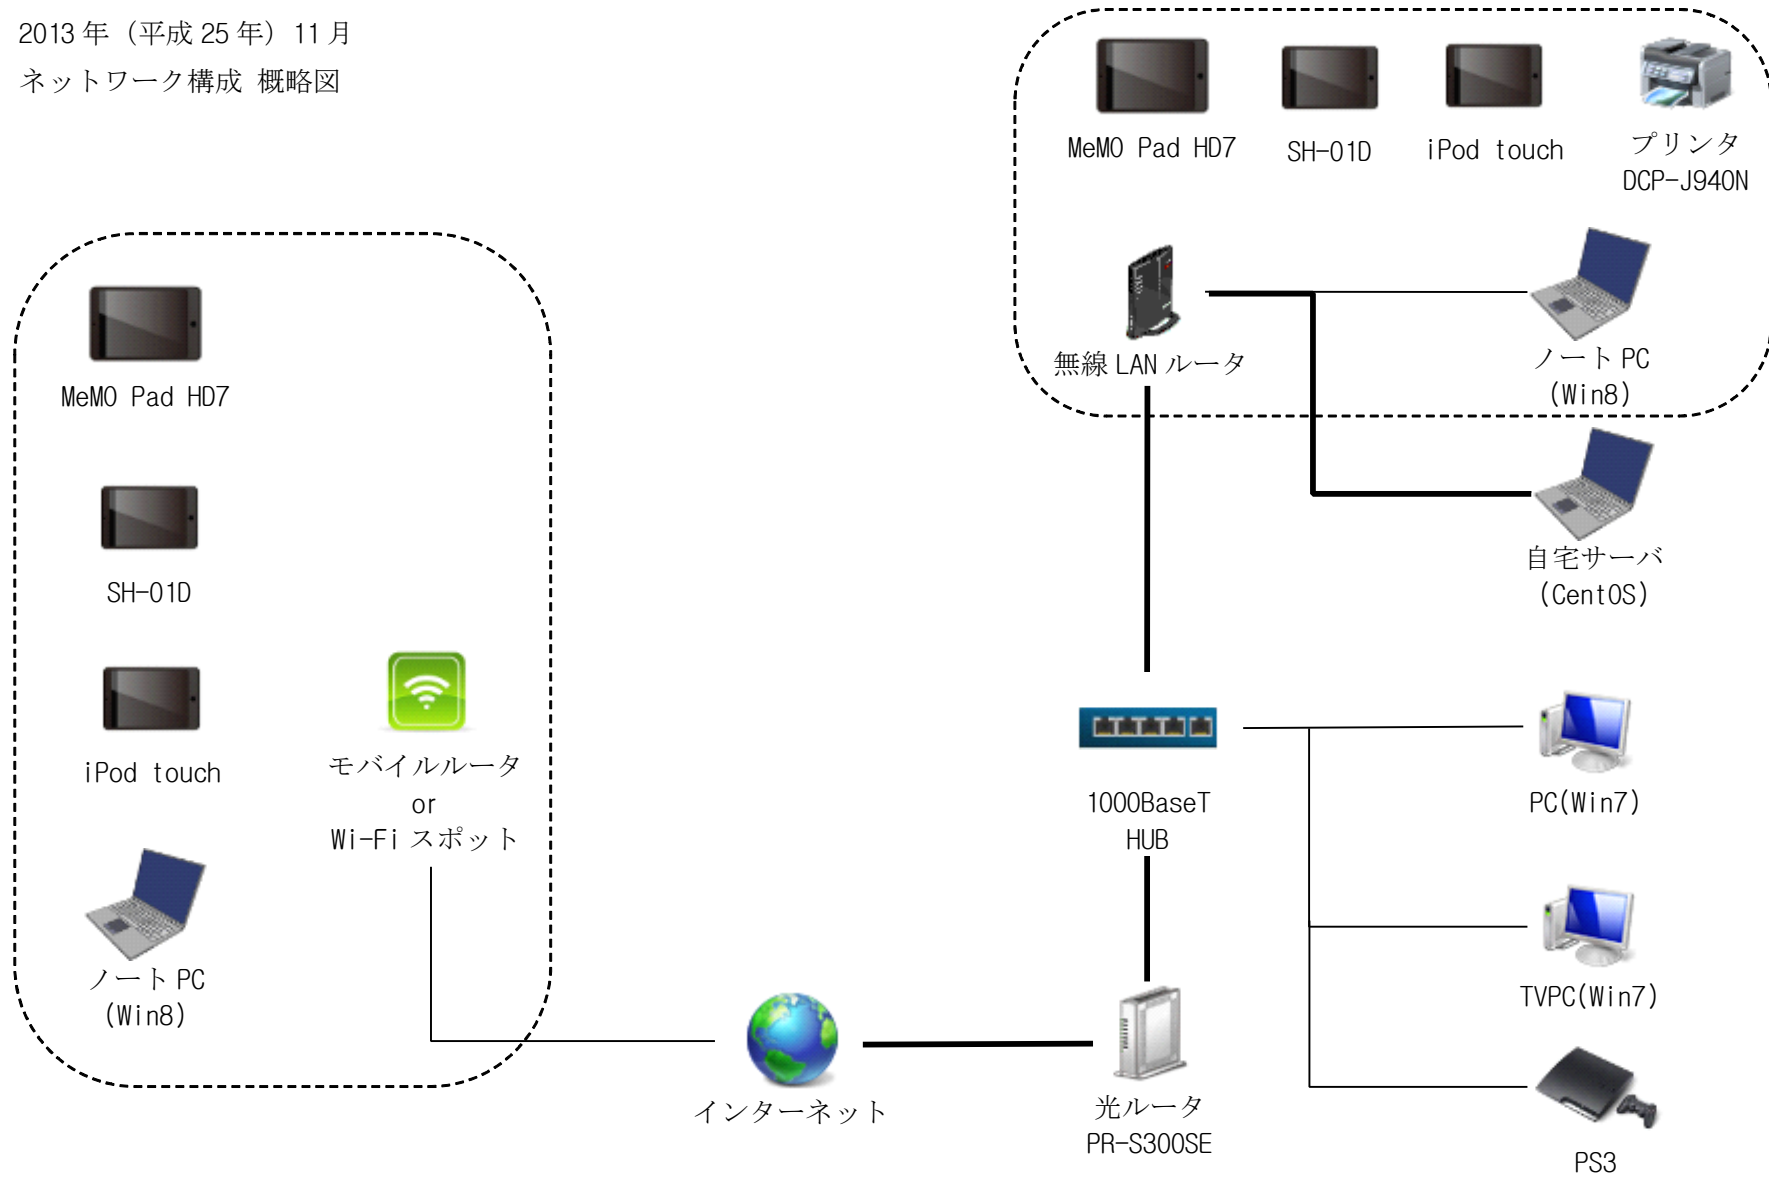 2013年（平成25年）11月
ネットワーク構成 概略図
MeMO Pad HD7
SH-01D
iPod touch
プリンタ
DCP-J940N
無線LANルータ
ノートPC
(Win8)
自宅サーバ
(CentOS)
MeMO Pad HD7
SH-01D
iPod touch
ノートPC
(Win8)
モバイルルータ
or
Wi-Fiスポット
インターネット
1000BaseT
HUB
光ルータ
PR-S300SE
PC(Win7)
TVPC(Win7)
PS3